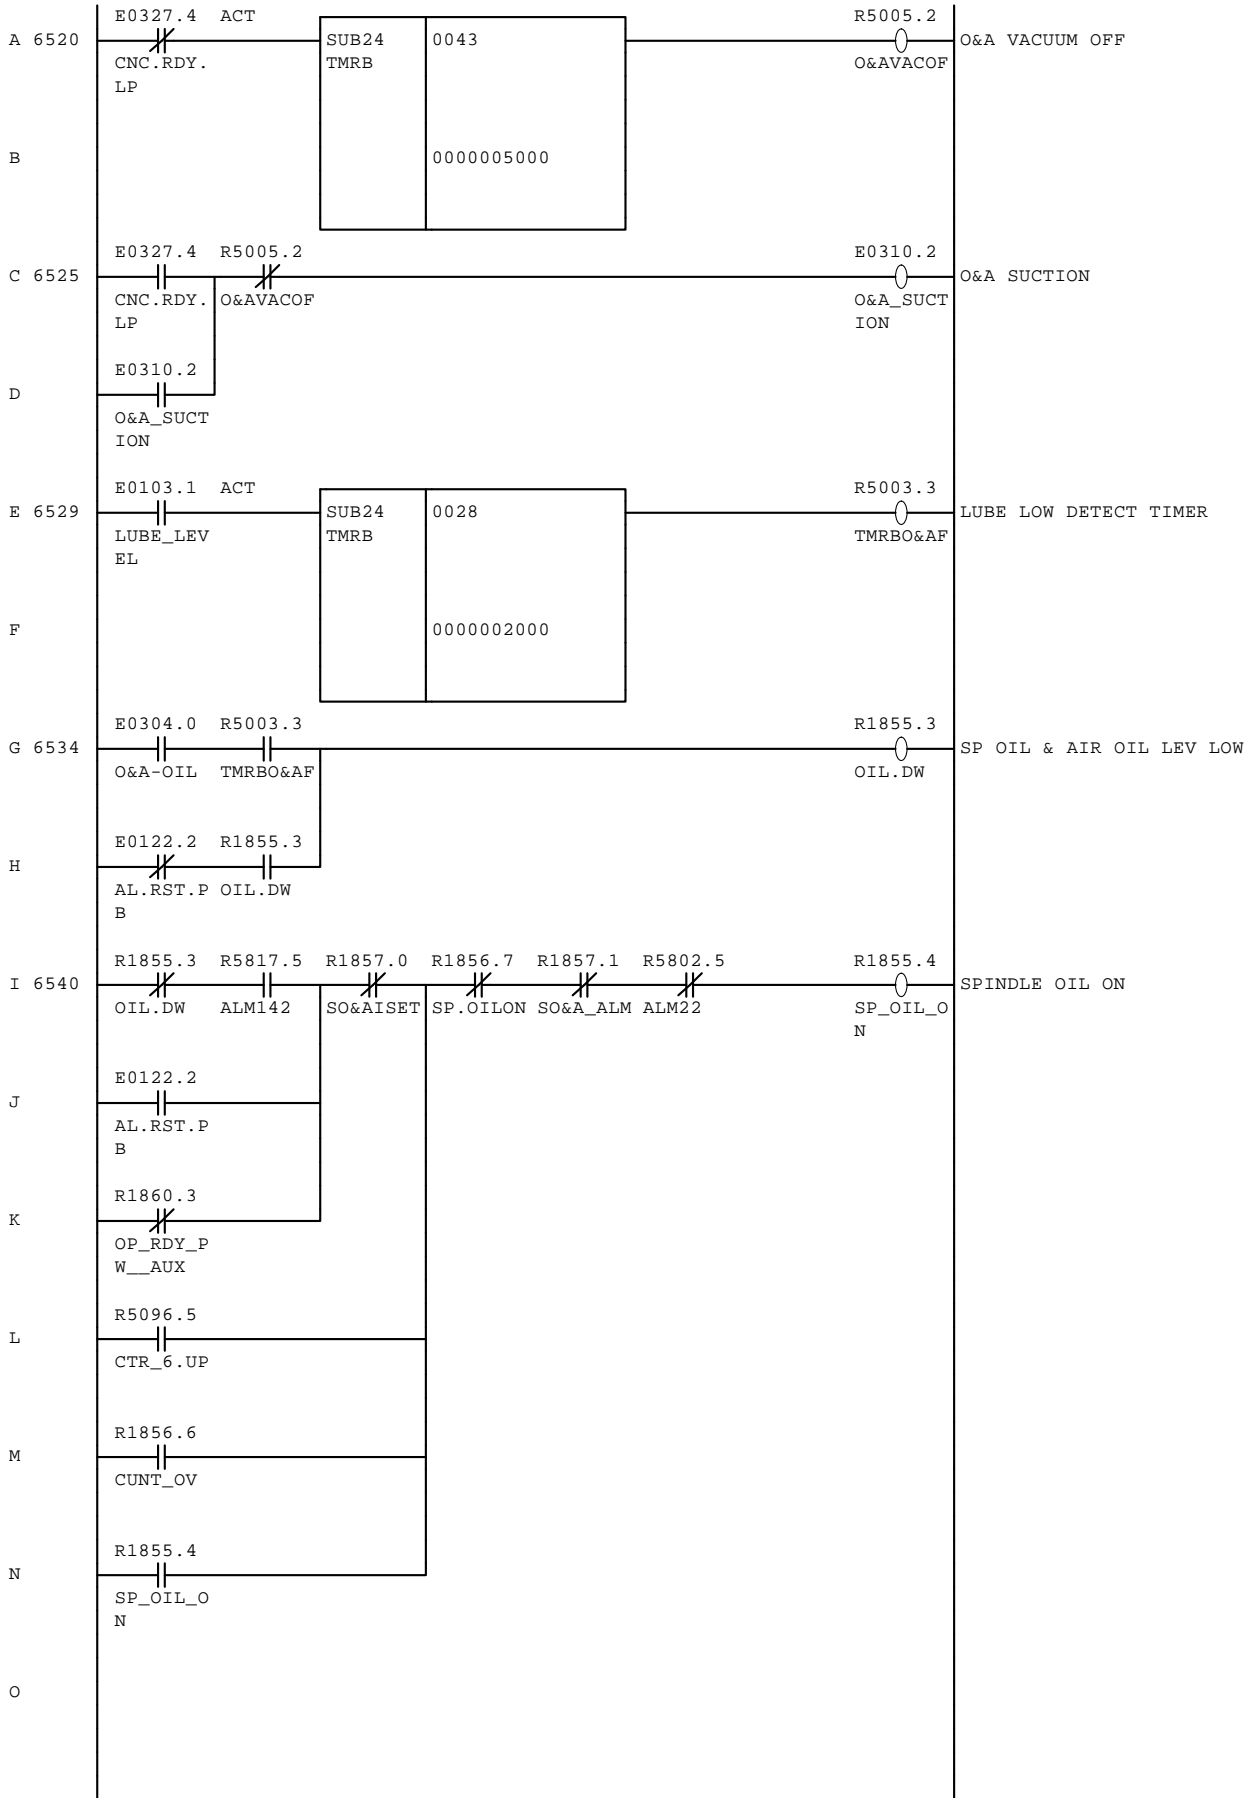 E0327.4 ACT R5005.2
A 6520 SUB24 0043 O&A VACUUM OFF
CNC.RDY. TMRB O&AVACOF
LP
B 0000005000
E0327.4 R5005.2 E0310.2
C 6525 O&A SUCTION
CNC.RDY. O&AVACOF O&A_SUCT
LP ION
E0310.2
D
O&A_SUCT
ION
E0103.1 ACT R5003.3
E 6529 SUB24 0028 LUBE LOW DETECT TIMER
LUBE_LEV TMRB TMRBO&AF
EL
F 0000002000
E0304.0 R5003.3 R1855.3
G 6534 SP OIL & AIR OIL LEV LOW
O&A-OIL TMRBO&AF OIL.DW
E0122.2 R1855.3
H
AL.RST.P OIL.DW
B
R1855.3 R5817.5 R1857.0 R1856.7 R1857.1 R5802.5 R1855.4
I 6540 SPINDLE OIL ON
OIL.DW ALM142 SO&AISET SP.OILON SO&A_ALM ALM22 SP_OIL_O
N
E0122.2
J
AL.RST.P
B
R1860.3
K
OP_RDY_P
W__AUX
R5096.5
L
CTR_6.UP
R1856.6
M
CUNT_OV
R1855.4
N
SP_OIL_O
N
O